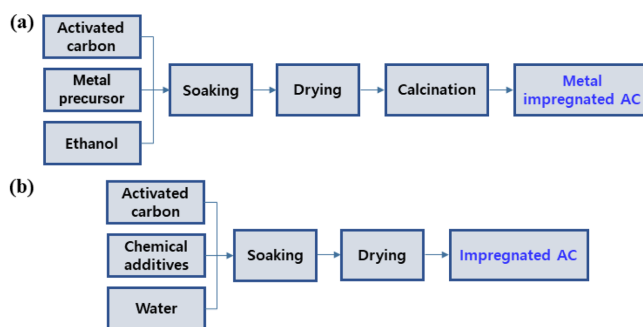 (a)
Activated
carbon
Metal
precursor
Ethanol
Soaking
Drying
Calcination
Metal
impregnated AC
(b)
Activated
carbon
Chemical
additives
Water
Soaking
Drying
Impregnated AC